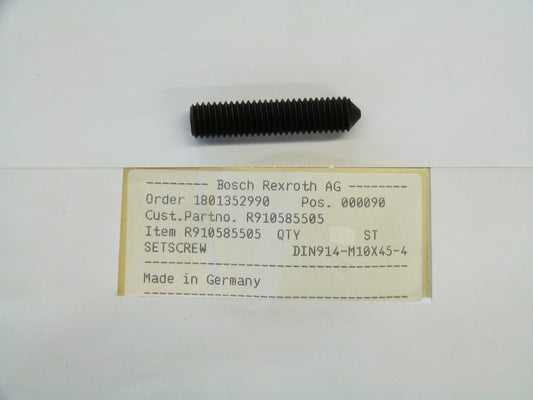 -------- Bosch Rexroth AG --------
Order 1801352990 Pos. 000090
Cust.Partno. R910585505
Item R910585505 QTY ST
SETSCREW DIN914-M10X45-4
Made in Germany